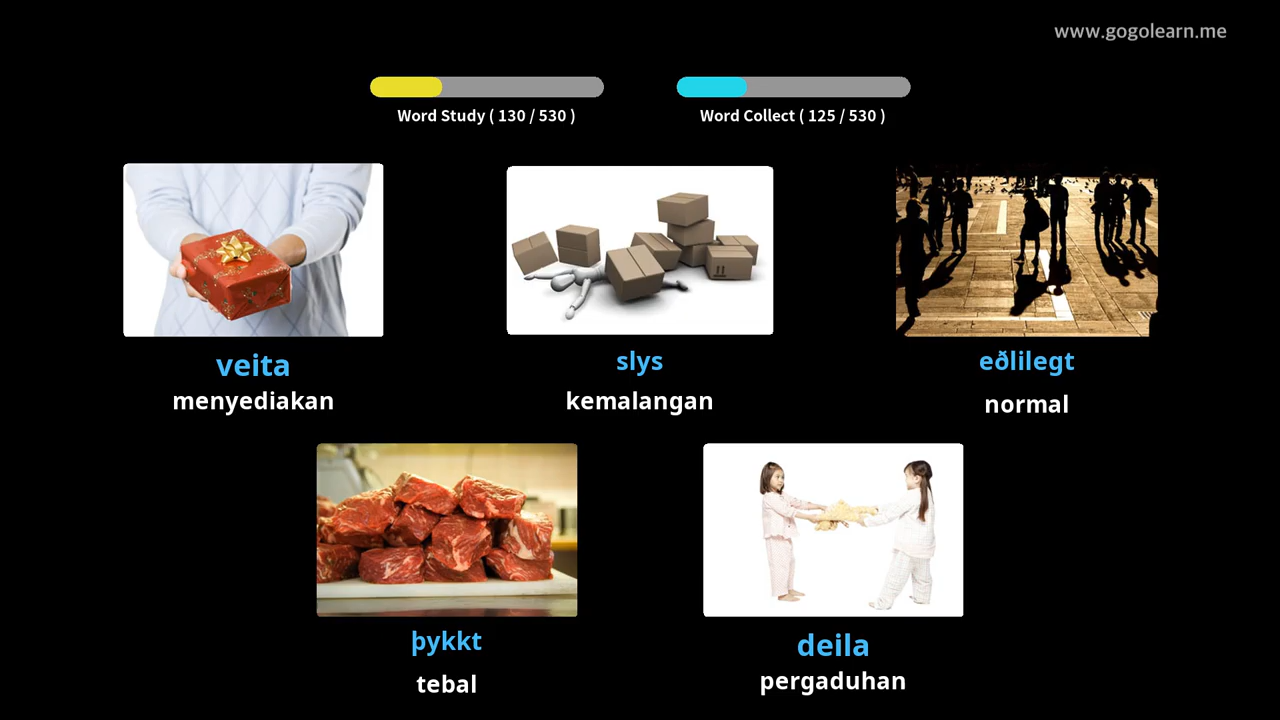 www.gogolearn.me
Word Study ( 130 / 530 )
Word Collect ( 125 / 530 )
veita
menyediakan
slys
kemalangan
eðlilegt
normal
þykkt
tebal
deila
pergaduhan